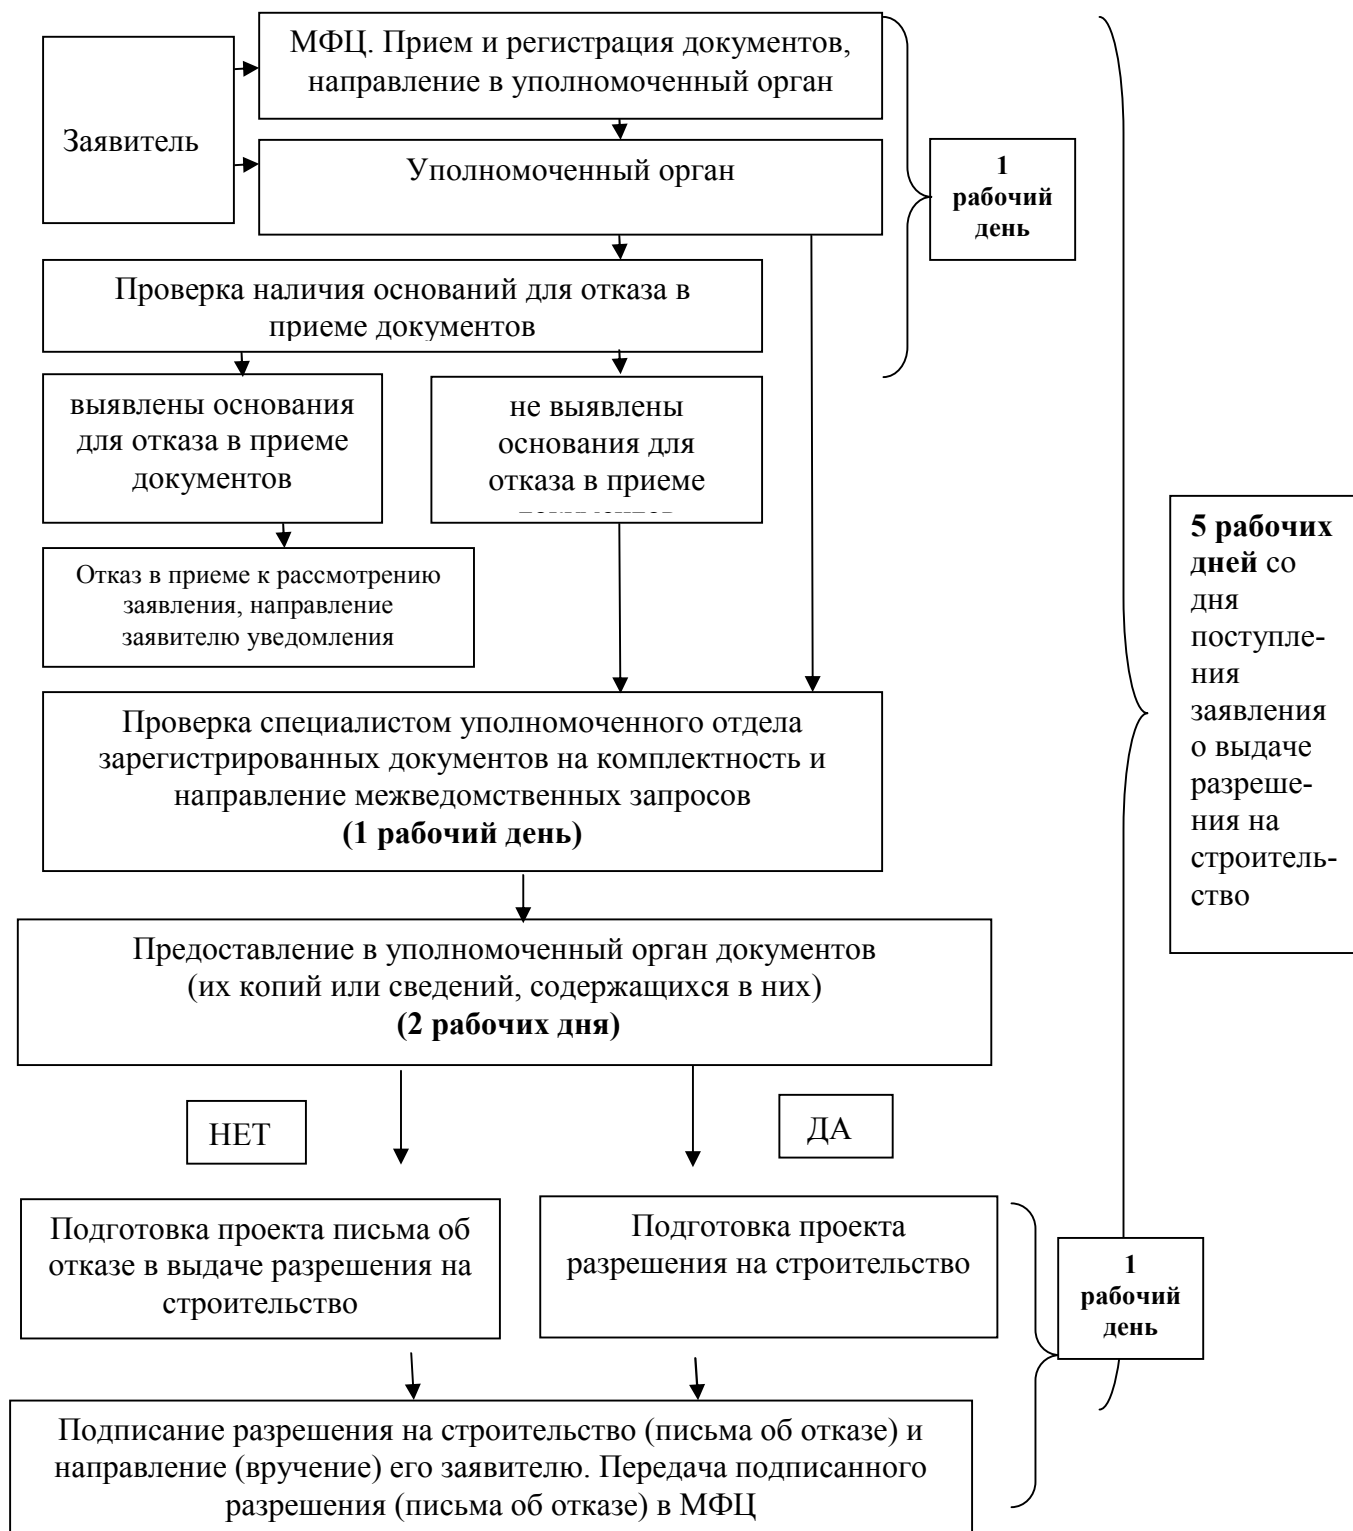 МФЦ. Прием и регистрация документов,
направление в уполномоченный орган
Заявитель
Уполномоченный орган
1
рабочий
день
Проверка наличия оснований для отказа в
приеме документов
выявлены основания
для отказа в приеме
документов
не выявлены
основания для
отказа в приеме
Отказ в приеме к рассмотрению
заявления, направление
заявителю уведомления
5 рабочих
дней со
дня
поступле-
ния
заявления
о выдаче
разреше-
ния на
строитель-
ство
Проверка специалистом уполномоченного отдела
зарегистрированных документов на комплектность и
направление межведомственных запросов
(1 рабочий день)
Предоставление в уполномоченный орган документов
(их копий или сведений, содержащихся в них)
(2 рабочих дня)
НЕТ
ДА
Подготовка проекта письма об
отказе в выдаче разрешения на
строительство
Подготовка проекта
разрешения на строительство
1
рабочий
день
Подписание разрешения на строительство (письма об отказе) и
направление (вручение) его заявителю. Передача подписанного
разрешения (письма об отказе) в МФЦ